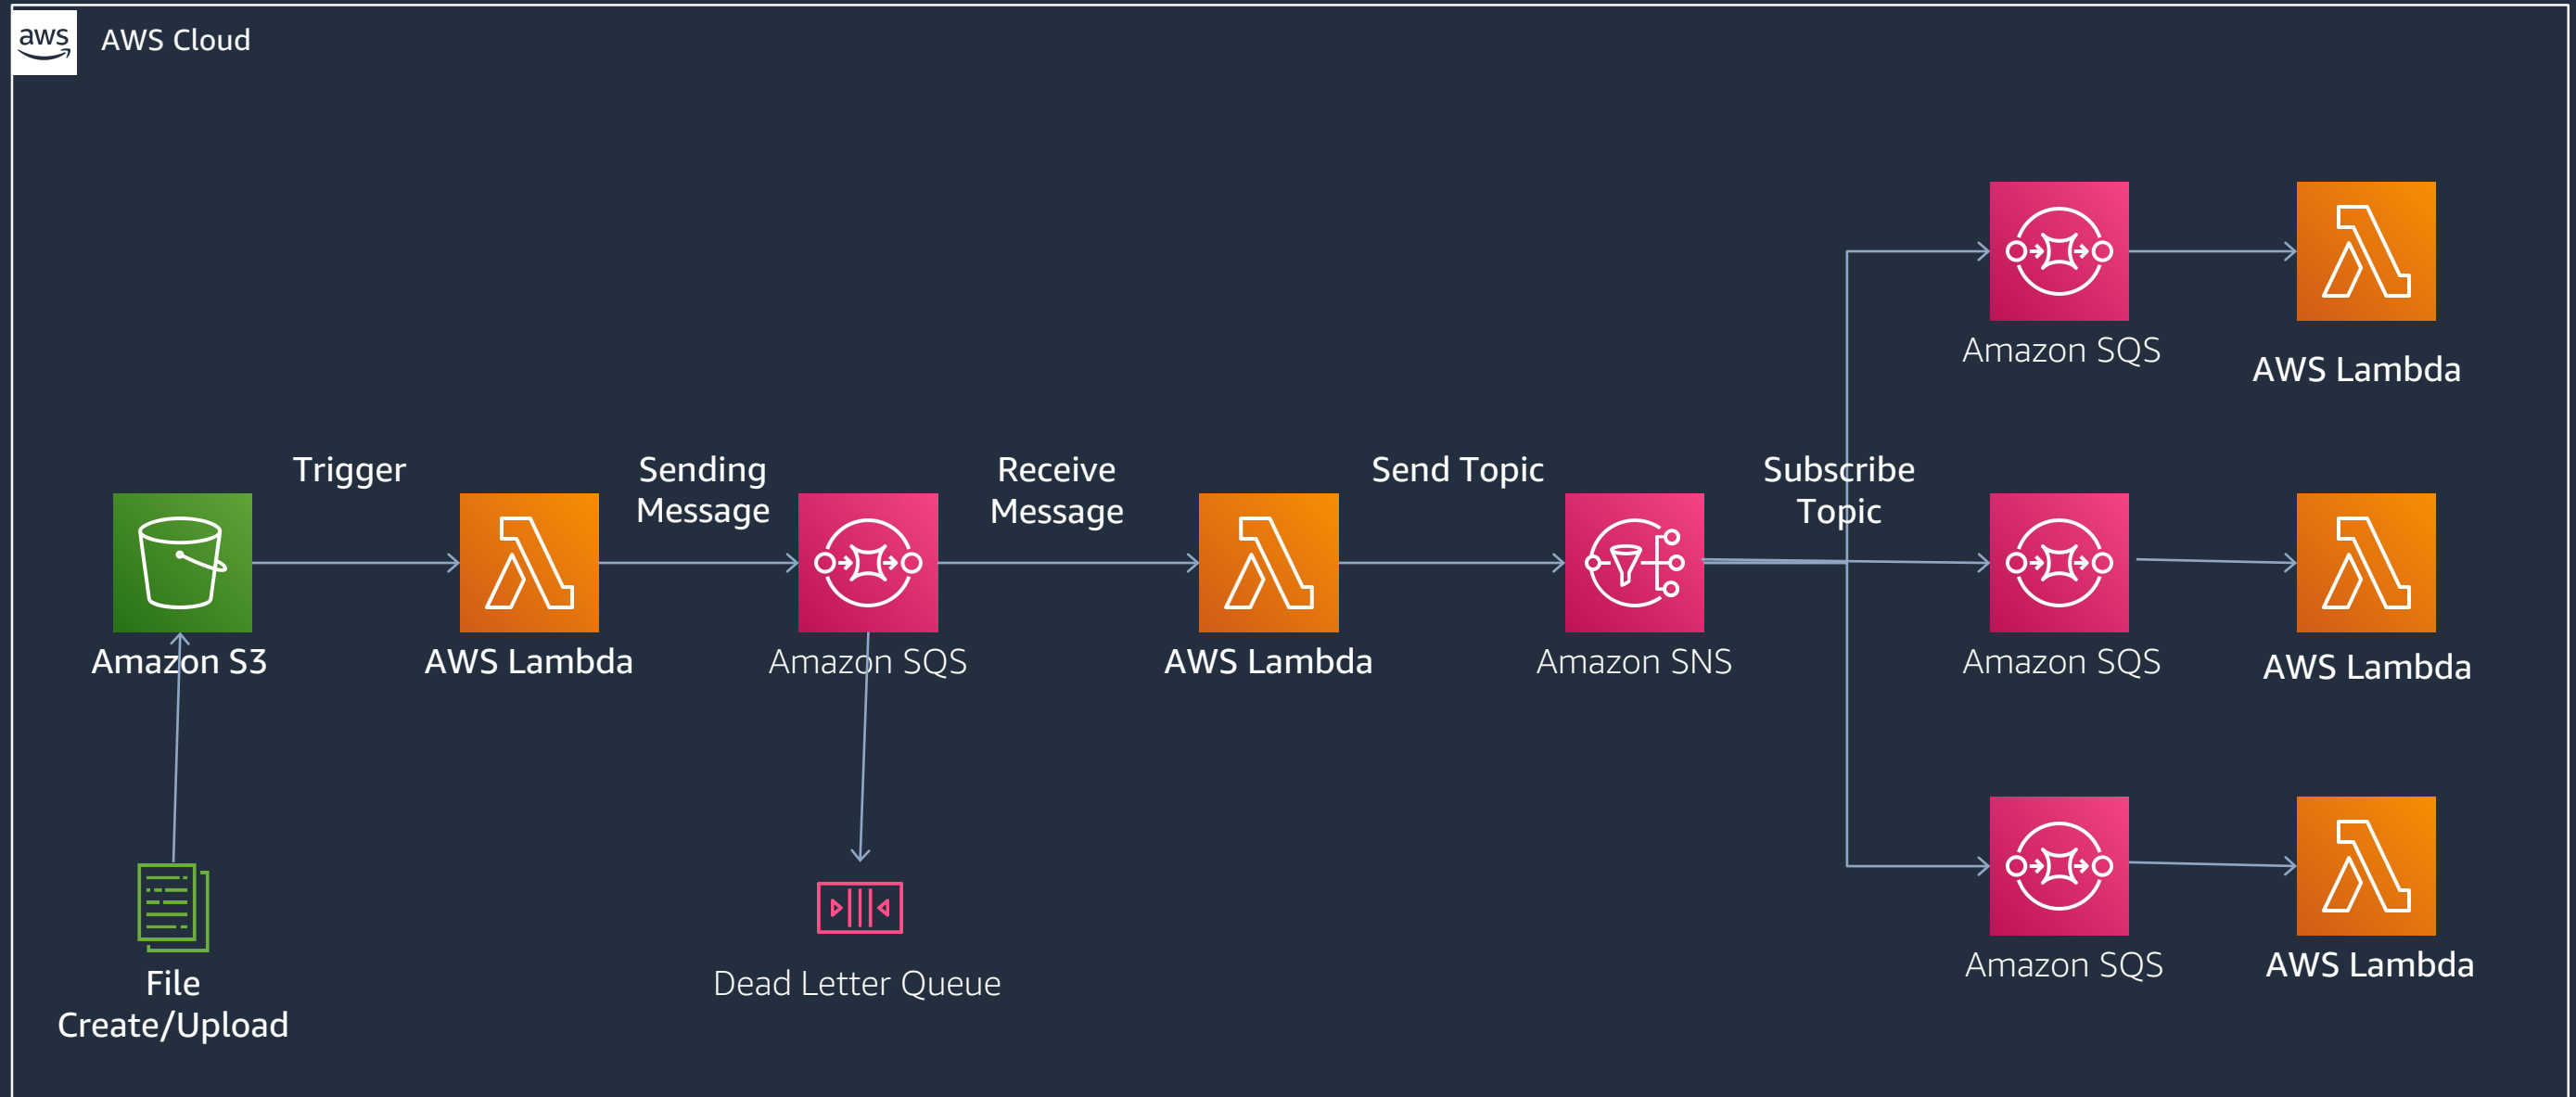 aws
AWS Cloud
Amazon SQS
AWS Lambda
Trigger
Sending
Message
Receive
Message
Send Topic
Subscribe
Topic
Amazon S3
AWS Lambda
Amazon SQS
AWS Lambda
Amazon SNS
Amazon SQS
AWS Lambda
File
Create/Upload
Dead Letter Queue
Amazon SQS
AWS Lambda